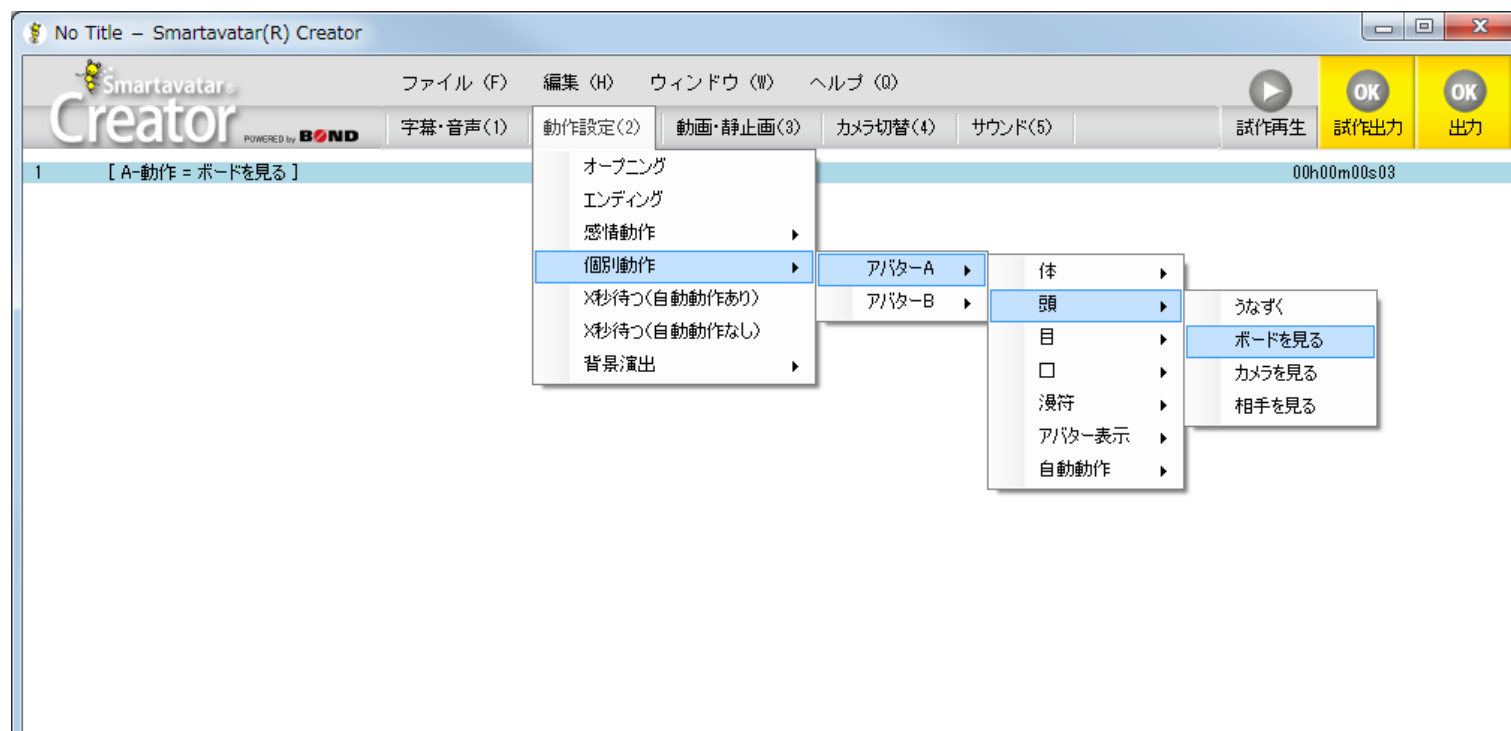 No Title – Smartavatar(R) Creator
Smartavatar®
Creator
POWERED by BOND
ファイル (F) 編集 (H) ウィンドウ (W) ヘルプ (Q)
字幕・音声(1) 動作設定(2) 動画・静止画(3) カメラ切替(4) サウンド(5)
試作再生
OK
試作出力
OK
出力
1 [ A-動作 = ボードを見る ] 00h00m00s03
オープニング
エンディング
感情動作
個別動作
X秒待つ(自動動作あり)
X秒待つ(自動動作なし)
背景演出
アバターA
アバターB
体
頭
目
口
漫符
アバター表示
自動動作
うなずく
ボードを見る
カメラを見る
相手を見る